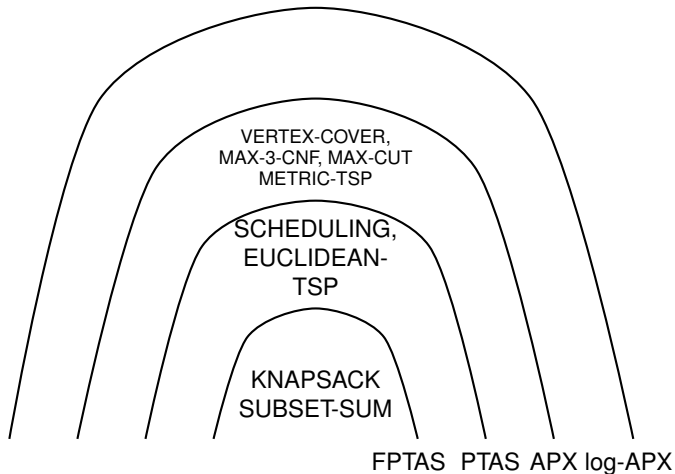 VERTEX-COVER,
MAX-3-CNF, MAX-CUT
METRIC-TSP
SCHEDULING,
EUCLIDEAN-
TSP
KNAPSACK
SUBSET-SUM
FPTAS PTAS APX log-APX